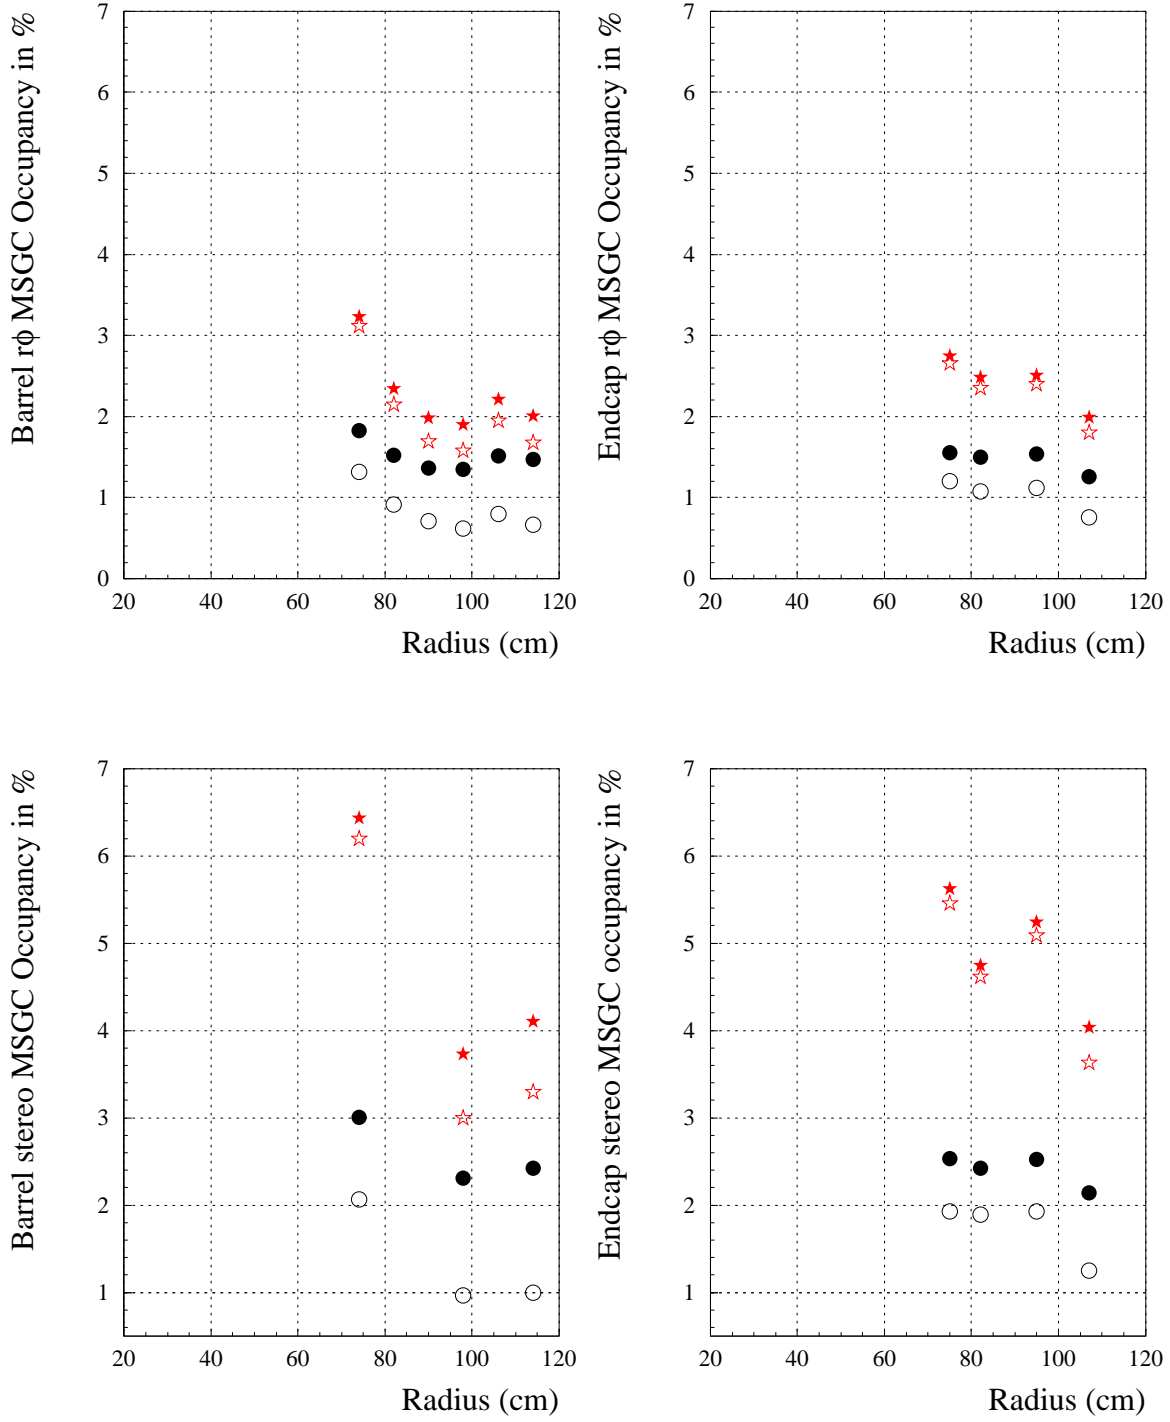 Barrel rϕ MSGC Occupancy in %
7
6
5
4
3
2
1
0
20 40 60 80 100 120
Radius (cm)
Endcap rϕ MSGC Occupancy in %
7
6
5
4
3
2
1
0
20 40 60 80 100 120
Radius (cm)
Barrel stereo MSGC Occupancy in %
7
6
5
4
3
2
1
20 40 60 80 100 120
Radius (cm)
Endcap stereo MSGC occupancy in %
7
6
5
4
3
2
1
20 40 60 80 100 120
Radius (cm)